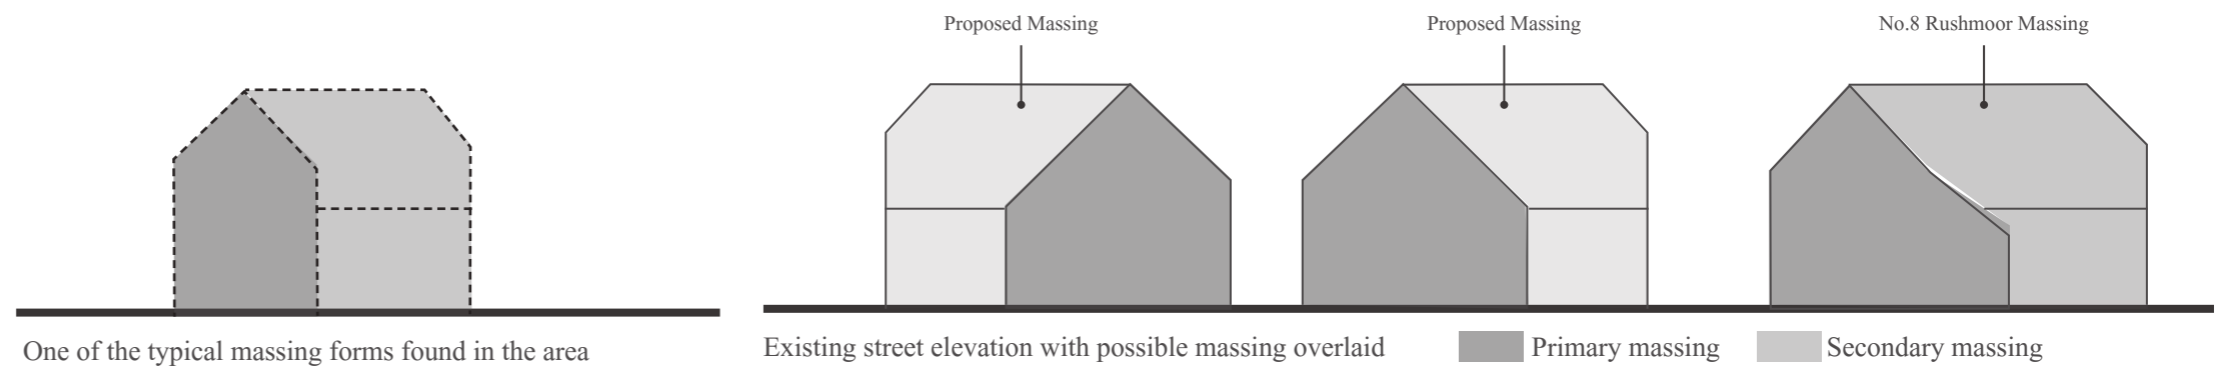 Proposed Massing
Proposed Massing
No.8 Rushmoor Massing
One of the typical massing forms found in the area
Existing street elevation with possible massing overlaid
Primary massing
Secondary massing